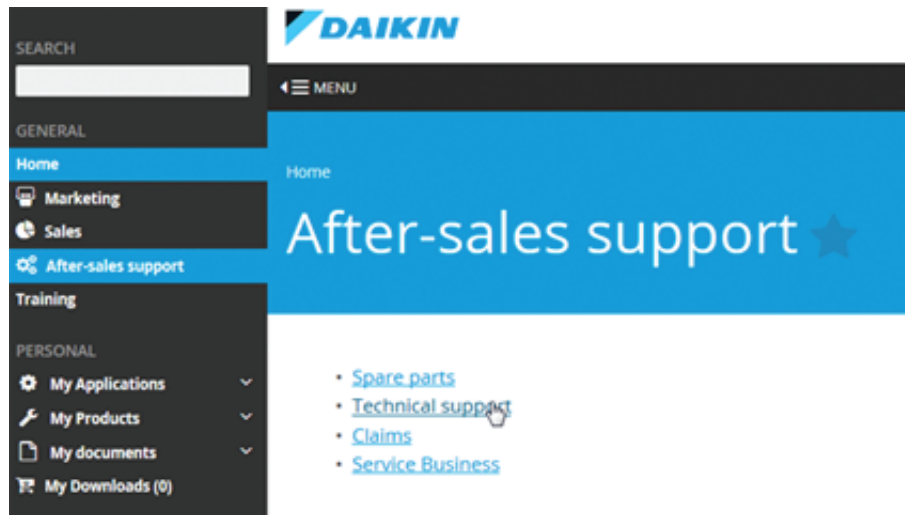 SEARCH
GENERAL
Home
Marketing
Sales
After-sales support
Training
PERSONAL
My Applications
My Products
My documents
My Downloads (0)
DAIKIN
MENU
Home
After-sales support
• Spare parts
• Technical support
• Claims
• Service Business